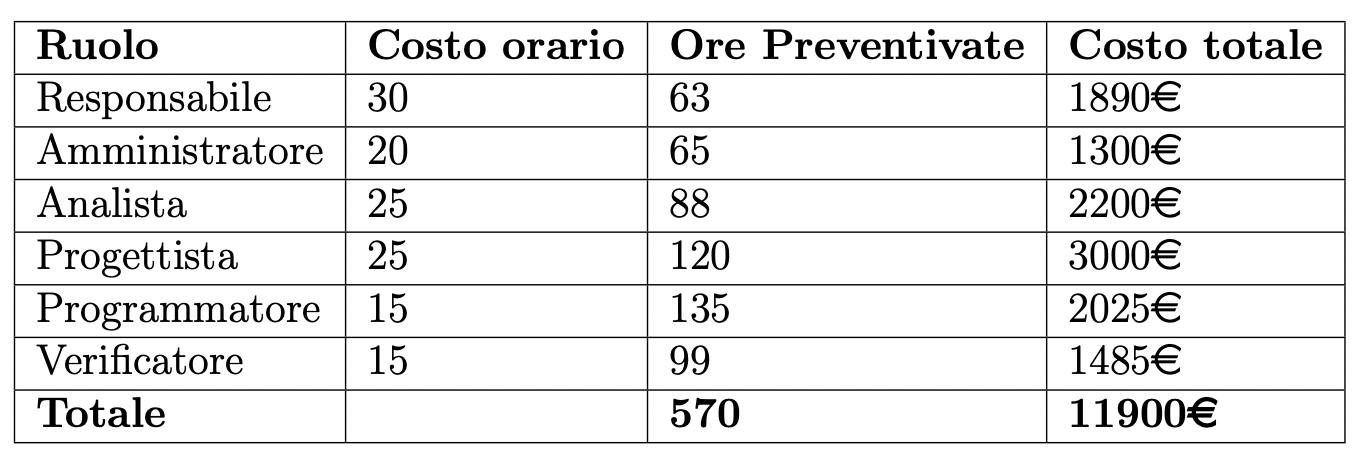 Ruolo Costo orario Ore Preventivate Costo totale
Responsabile 30 63 1890€
Amministratore 20 65 1300€
Analista 25 88 2200€
Progettista 25 120 3000€
Programmatore 15 135 2025€
Verificatore 15 99 1485€
Totale 570 11900€